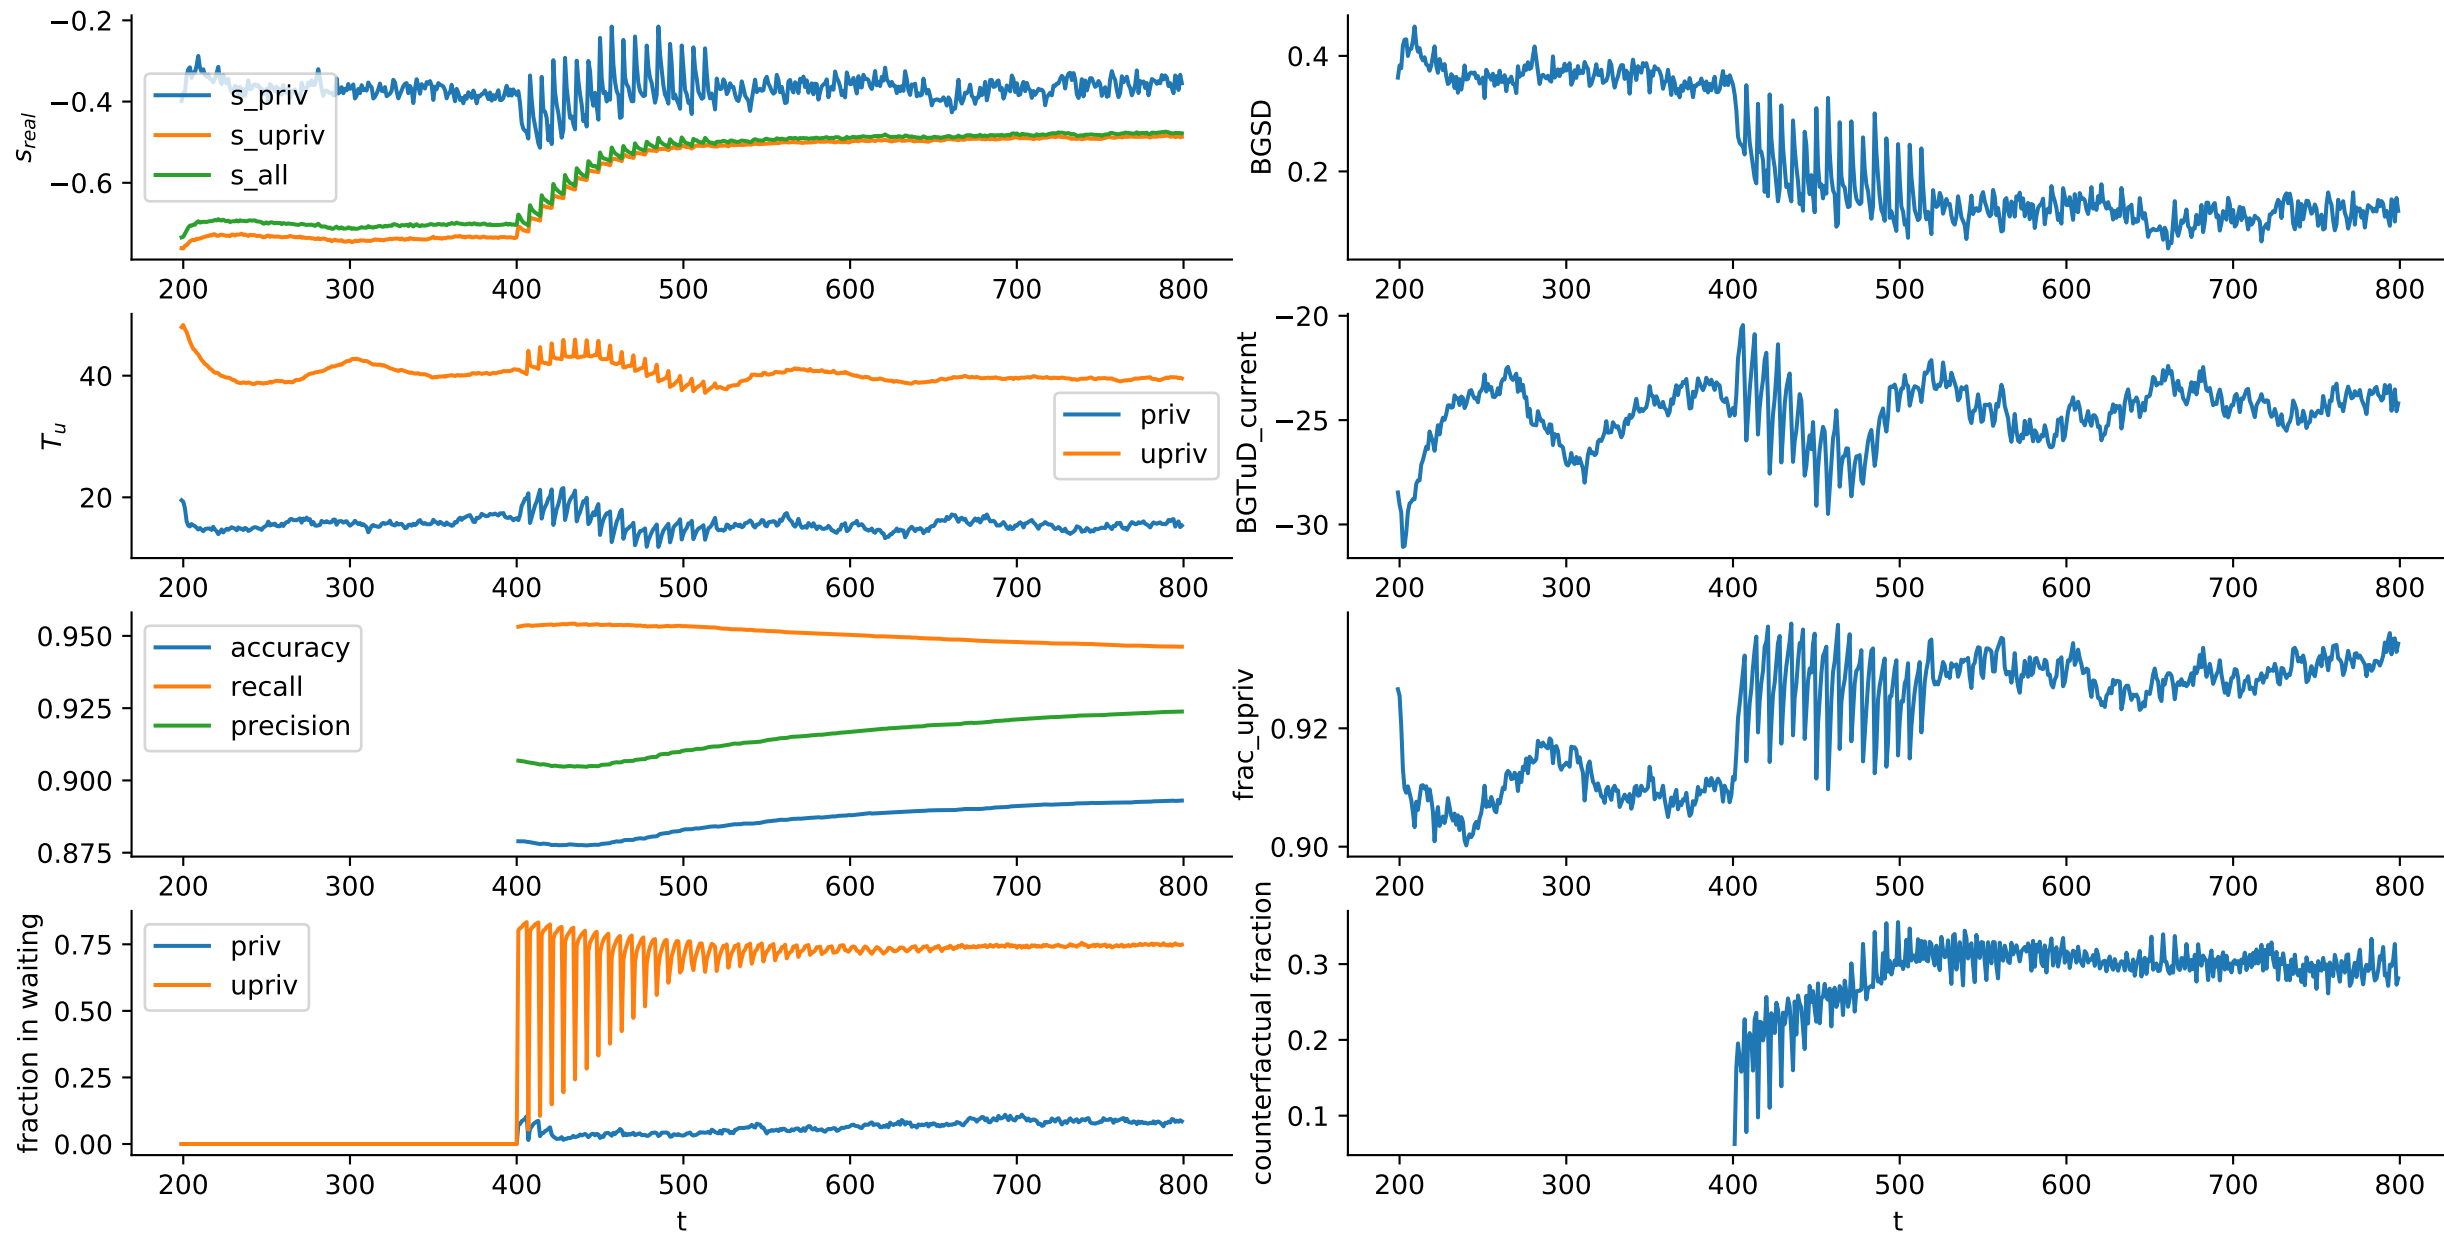 s_real
−0.2
−0.4
−0.6
s_priv
s_upriv
s_all
200 300 400 500 600 700 800
BGSD
0.4
0.2
200 300 400 500 600 700 800
T_u
40
20
priv
upriv
200 300 400 500 600 700 800
BGTuD_current
−20
−25
−30
200 300 400 500 600 700 800
0.950
0.925
0.900
0.875
accuracy
recall
precision
200 300 400 500 600 700 800
frac_upriv
0.92
0.90
200 300 400 500 600 700 800
fraction in waiting
0.75
0.50
0.25
0.00
priv
upriv
200 300 400 500 600 700 800
t
counterfactual fraction
0.3
0.2
0.1
200 300 400 500 600 700 800
t